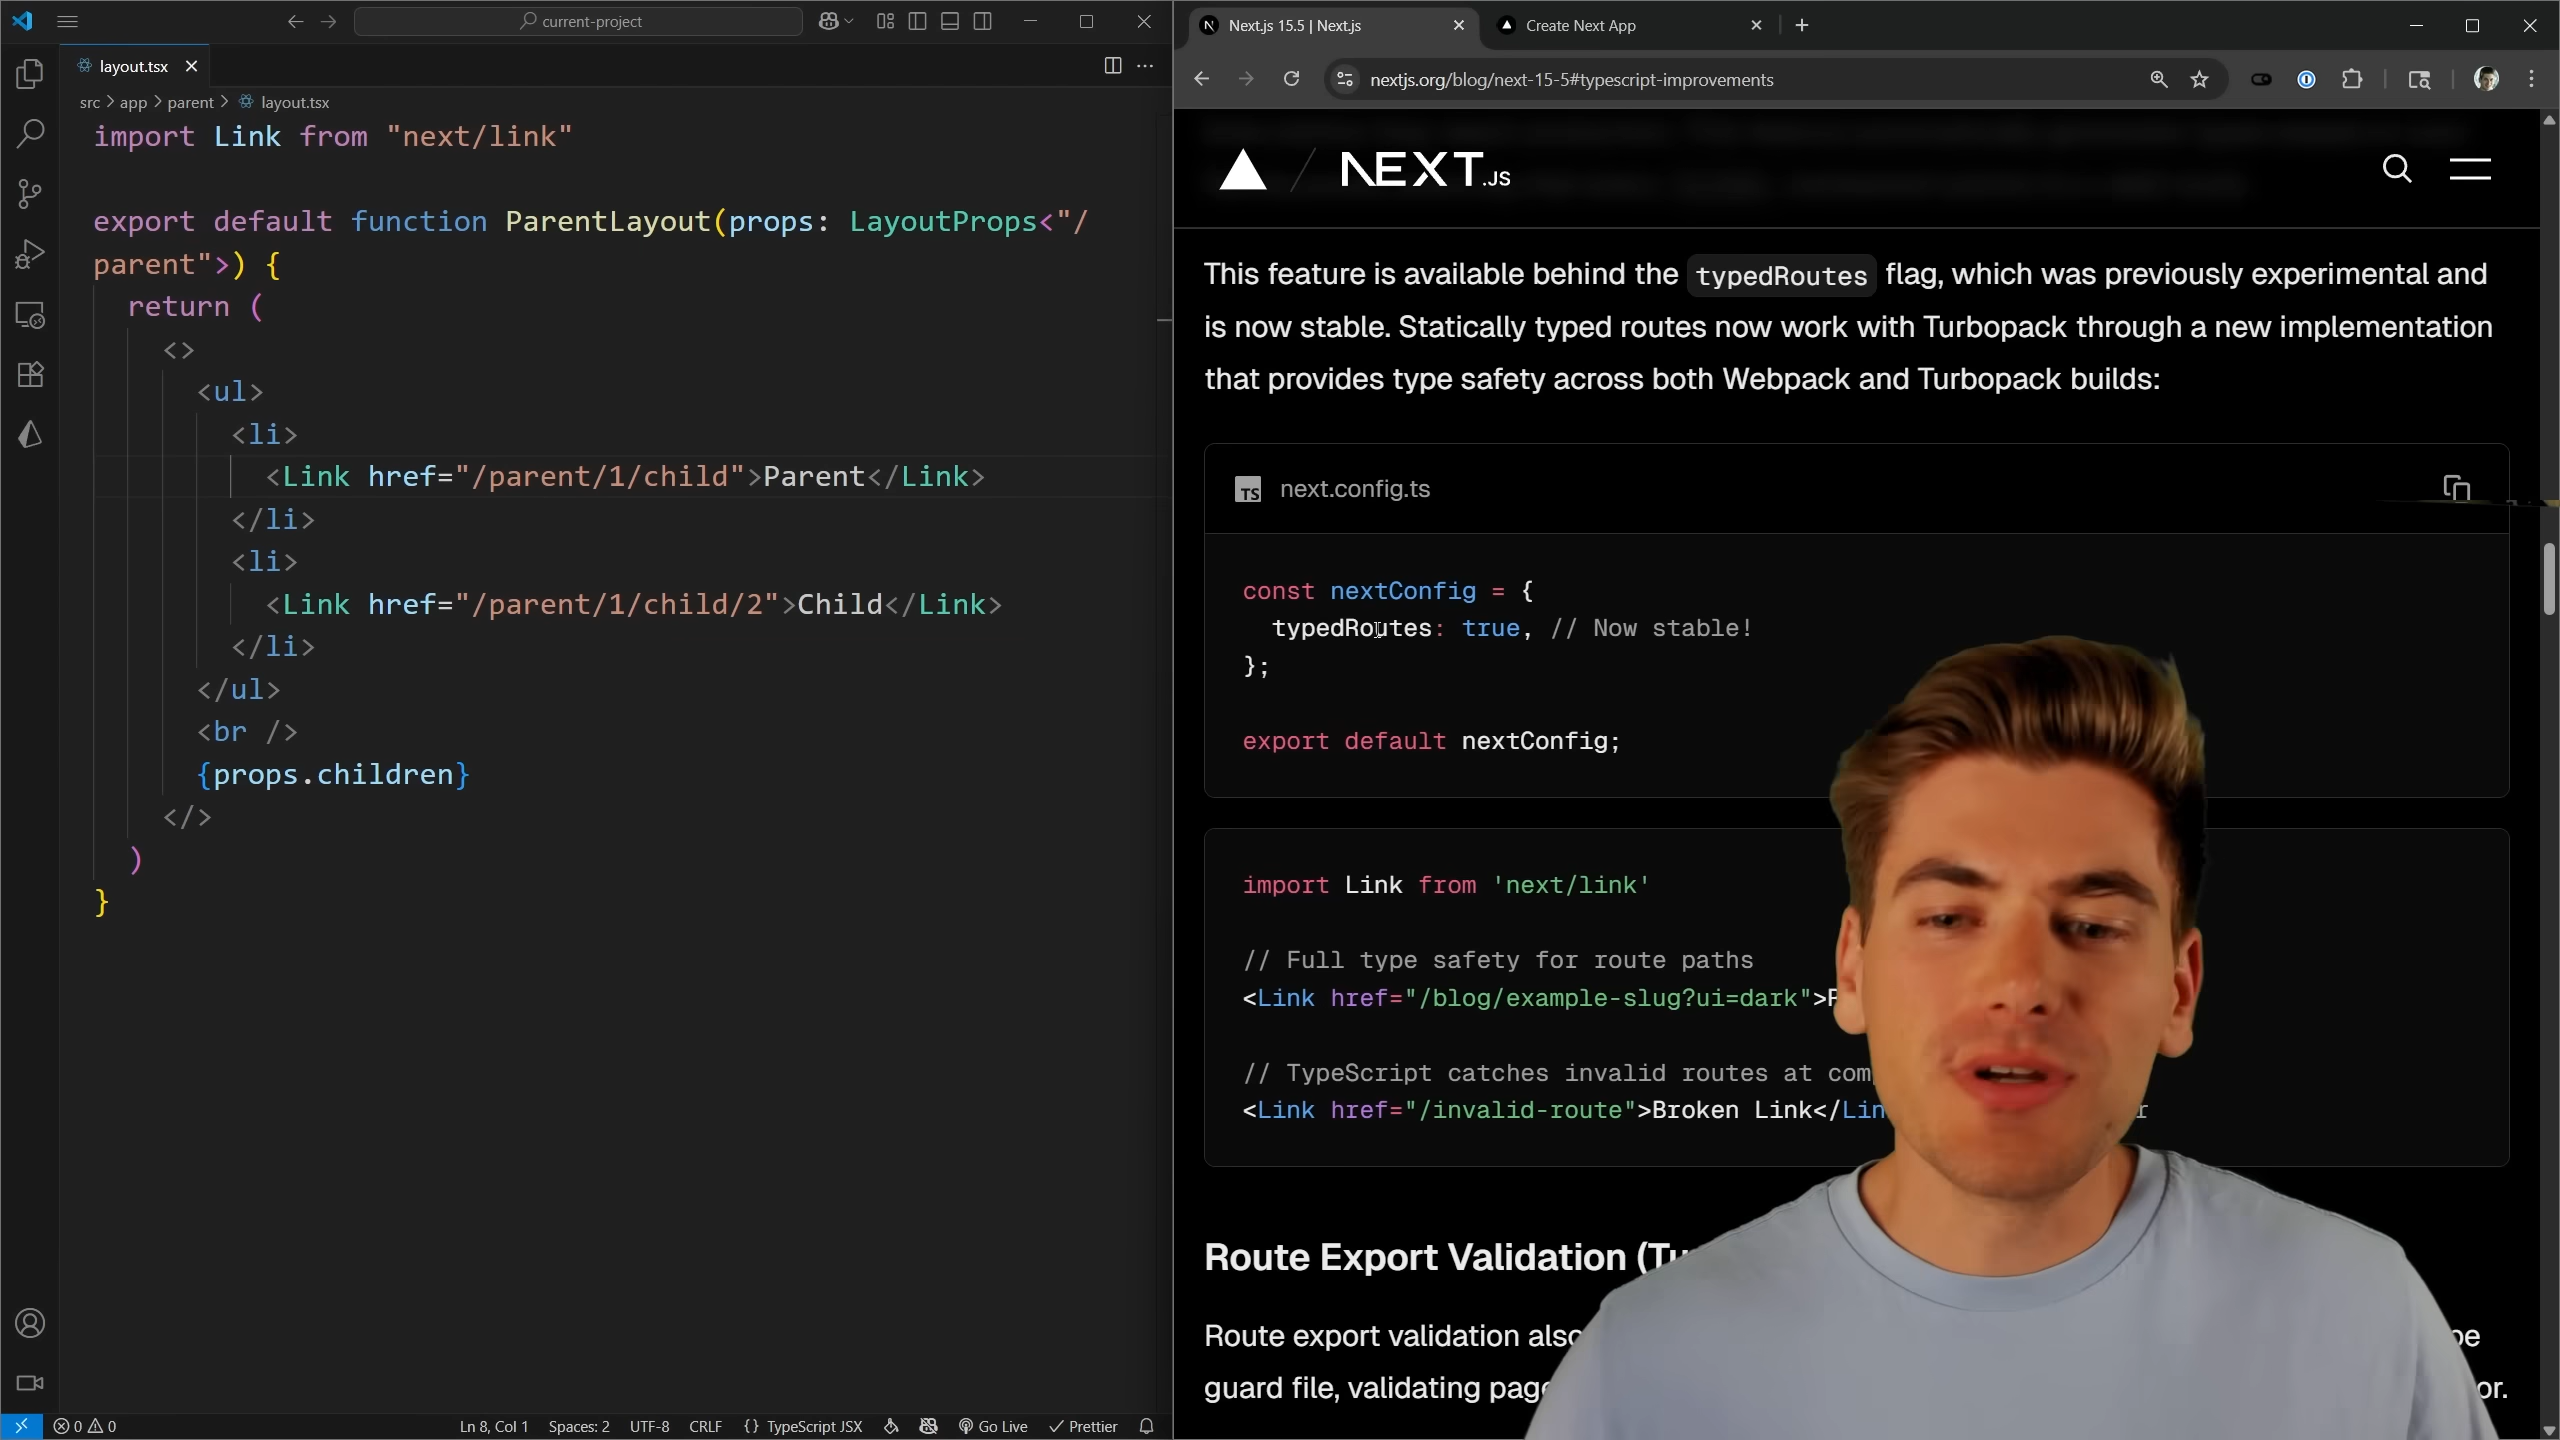 current-project
layout.tsx
src > app > parent > layout.tsx
import Link from "next/link"
export default function ParentLayout(props: LayoutProps<"/
parent">) {
return (
<>
<ul>
<li>
<Link href="/parent/1/child">Parent</Link>
</li>
<li>
<Link href="/parent/1/child/2">Child</Link>
</li>
</ul>
<br />
{props.children}
</>
)
}
0 0 Ln 8, Col 1 Spaces: 2 UTF-8 CRLF {} TypeScript JSX Go Live Prettier
Next.js 15.5 | Next.js
Create Next App
nextjs.org/blog/next-15-5#typescript-improvements
NEXT.JS
This feature is available behind the typedRoutes flag, which was previously experimental and
is now stable. Statically typed routes now work with Turbopack through a new implementation
that provides type safety across both Webpack and Turbopack builds:
TS next.config.ts
const nextConfig = {
typedRoutes: true, // Now stable!
};
export default nextConfig;
import Link from 'next/link'
// Full type safety for route paths
<Link href="/blog/example-slug?ui=dark">
// TypeScript catches invalid routes at com
<Link href="/invalid-route">Broken Link</Lin
Route Export Validation (Tu
Route export validation also
guard file, validating page